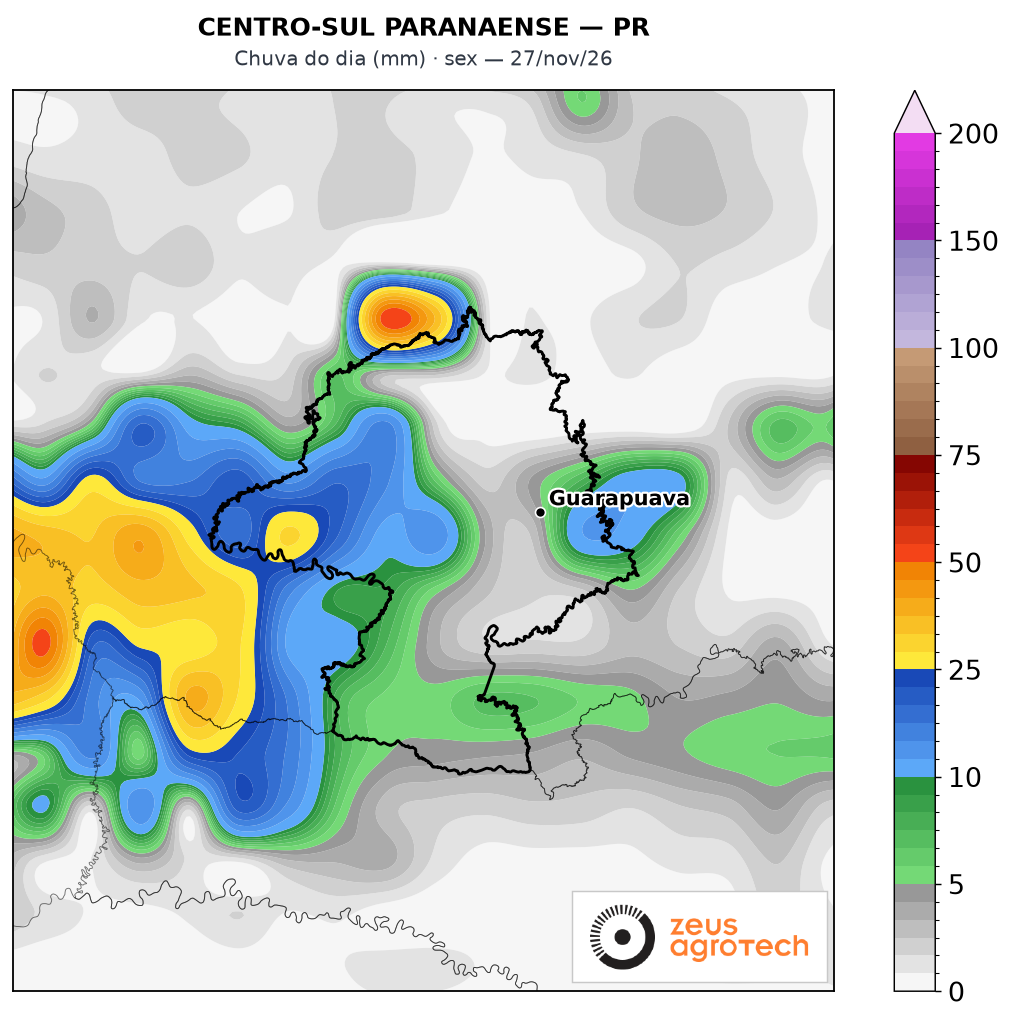 CENTRO-SUL PARANAENSE — PR
Chuva do dia (mm) · sex — 27/nov/26
200
150
100
75
50
25
10
5
0
Guarapuava
zeus
agrotech